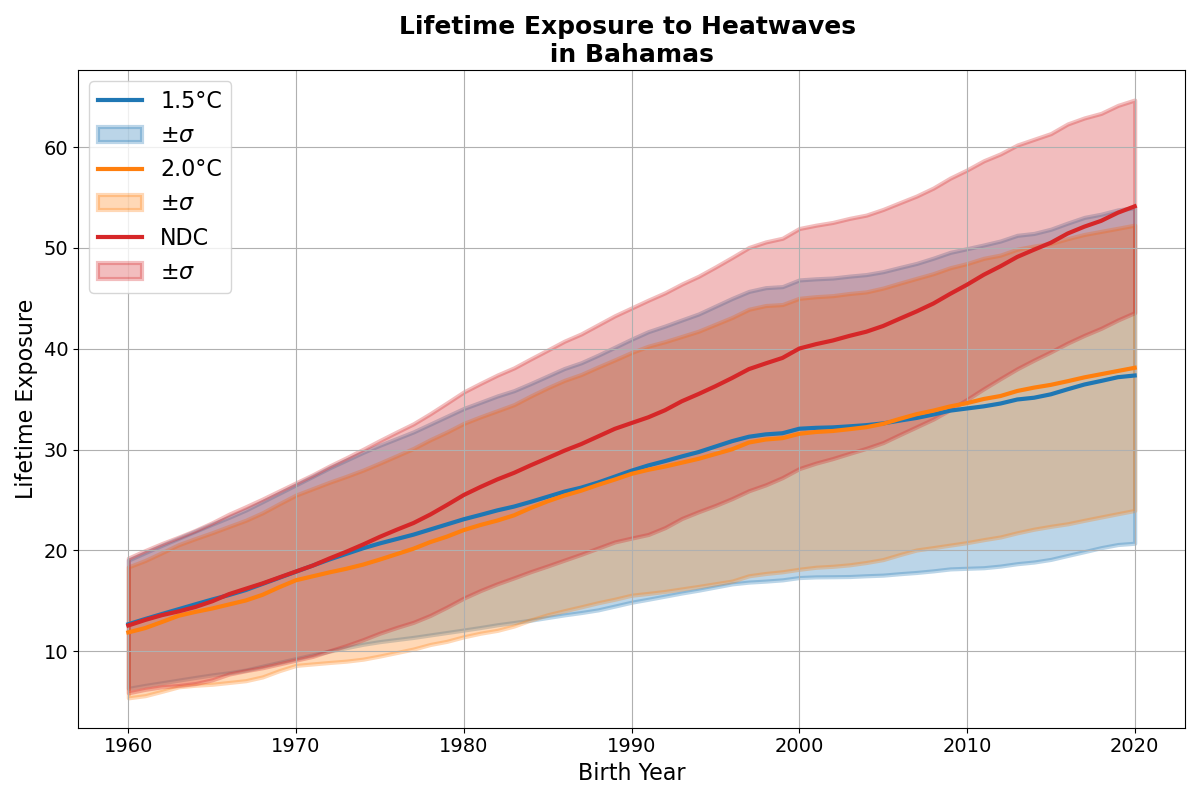 Lifetime Exposure to Heatwaves
in Bahamas
1.5°C
±σ
2.0°C
±σ
NDC
±σ
Lifetime Exposure
60
50
40
30
20
10
1960 1970 1980 1990 2000 2010 2020
Birth Year